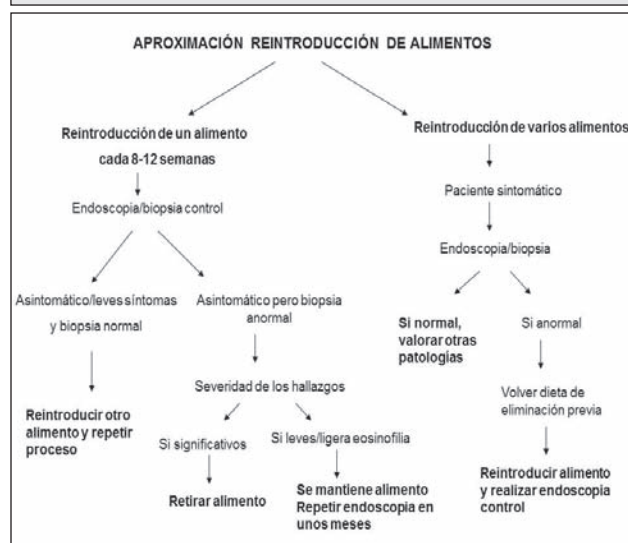 APROXIMACIÓN REINTRODUCCIÓN DE ALIMENTOS
Reintroducción de un alimento
cada 8-12 semanas
Endoscopia/biopsia control
Asintomático/leves síntomas
y biopsia normal
Reintroducir otro
alimento y repetir
proceso
Asintomático pero biopsia
anormal
Severidad de los hallazgos
Si significativos
Retirar alimento
Si leves/ligera eosinofilia
Se mantiene alimento
Repetir endoscopia en
unos meses
Reintroducción de varios alimentos
Paciente sintomático
Endoscopia/biopsia
Si normal,
valorar otras
patologías
Si anormal
Volver dieta de
eliminación previa
Reintroducir alimento
y realizar endoscopia
control